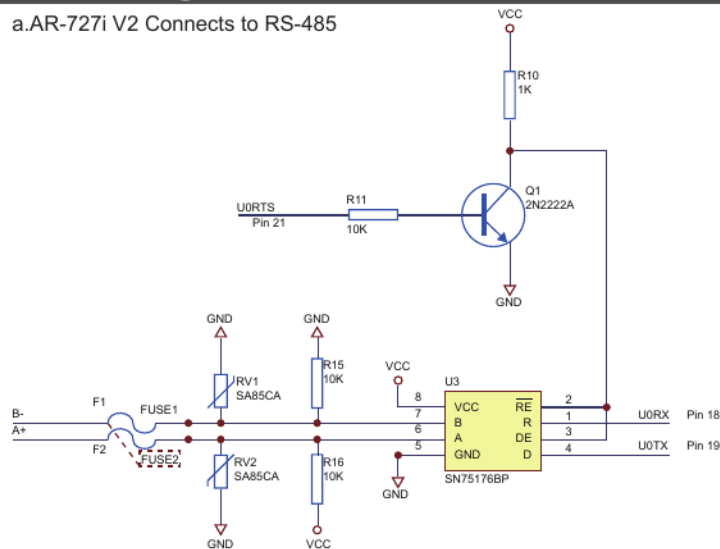 a.AR-727i V2 Connects to RS-485
VCC
R10
1K
Q1
2N2222A
U0RTS
Pin 21
R11
10K
GND
GND
GND
RV1
SA85CA
R15
10K
VCC
U3
B-
A+
F1
FUSE1
F2
FUSE2
8
7
6
5
VCC
B
A
GND
RE
R
DE
D
2
1
3
4
U0RX
Pin 18
U0TX
Pin 19
SN75176BP
GND
RV2
SA85CA
R16
10K
GND
VCC